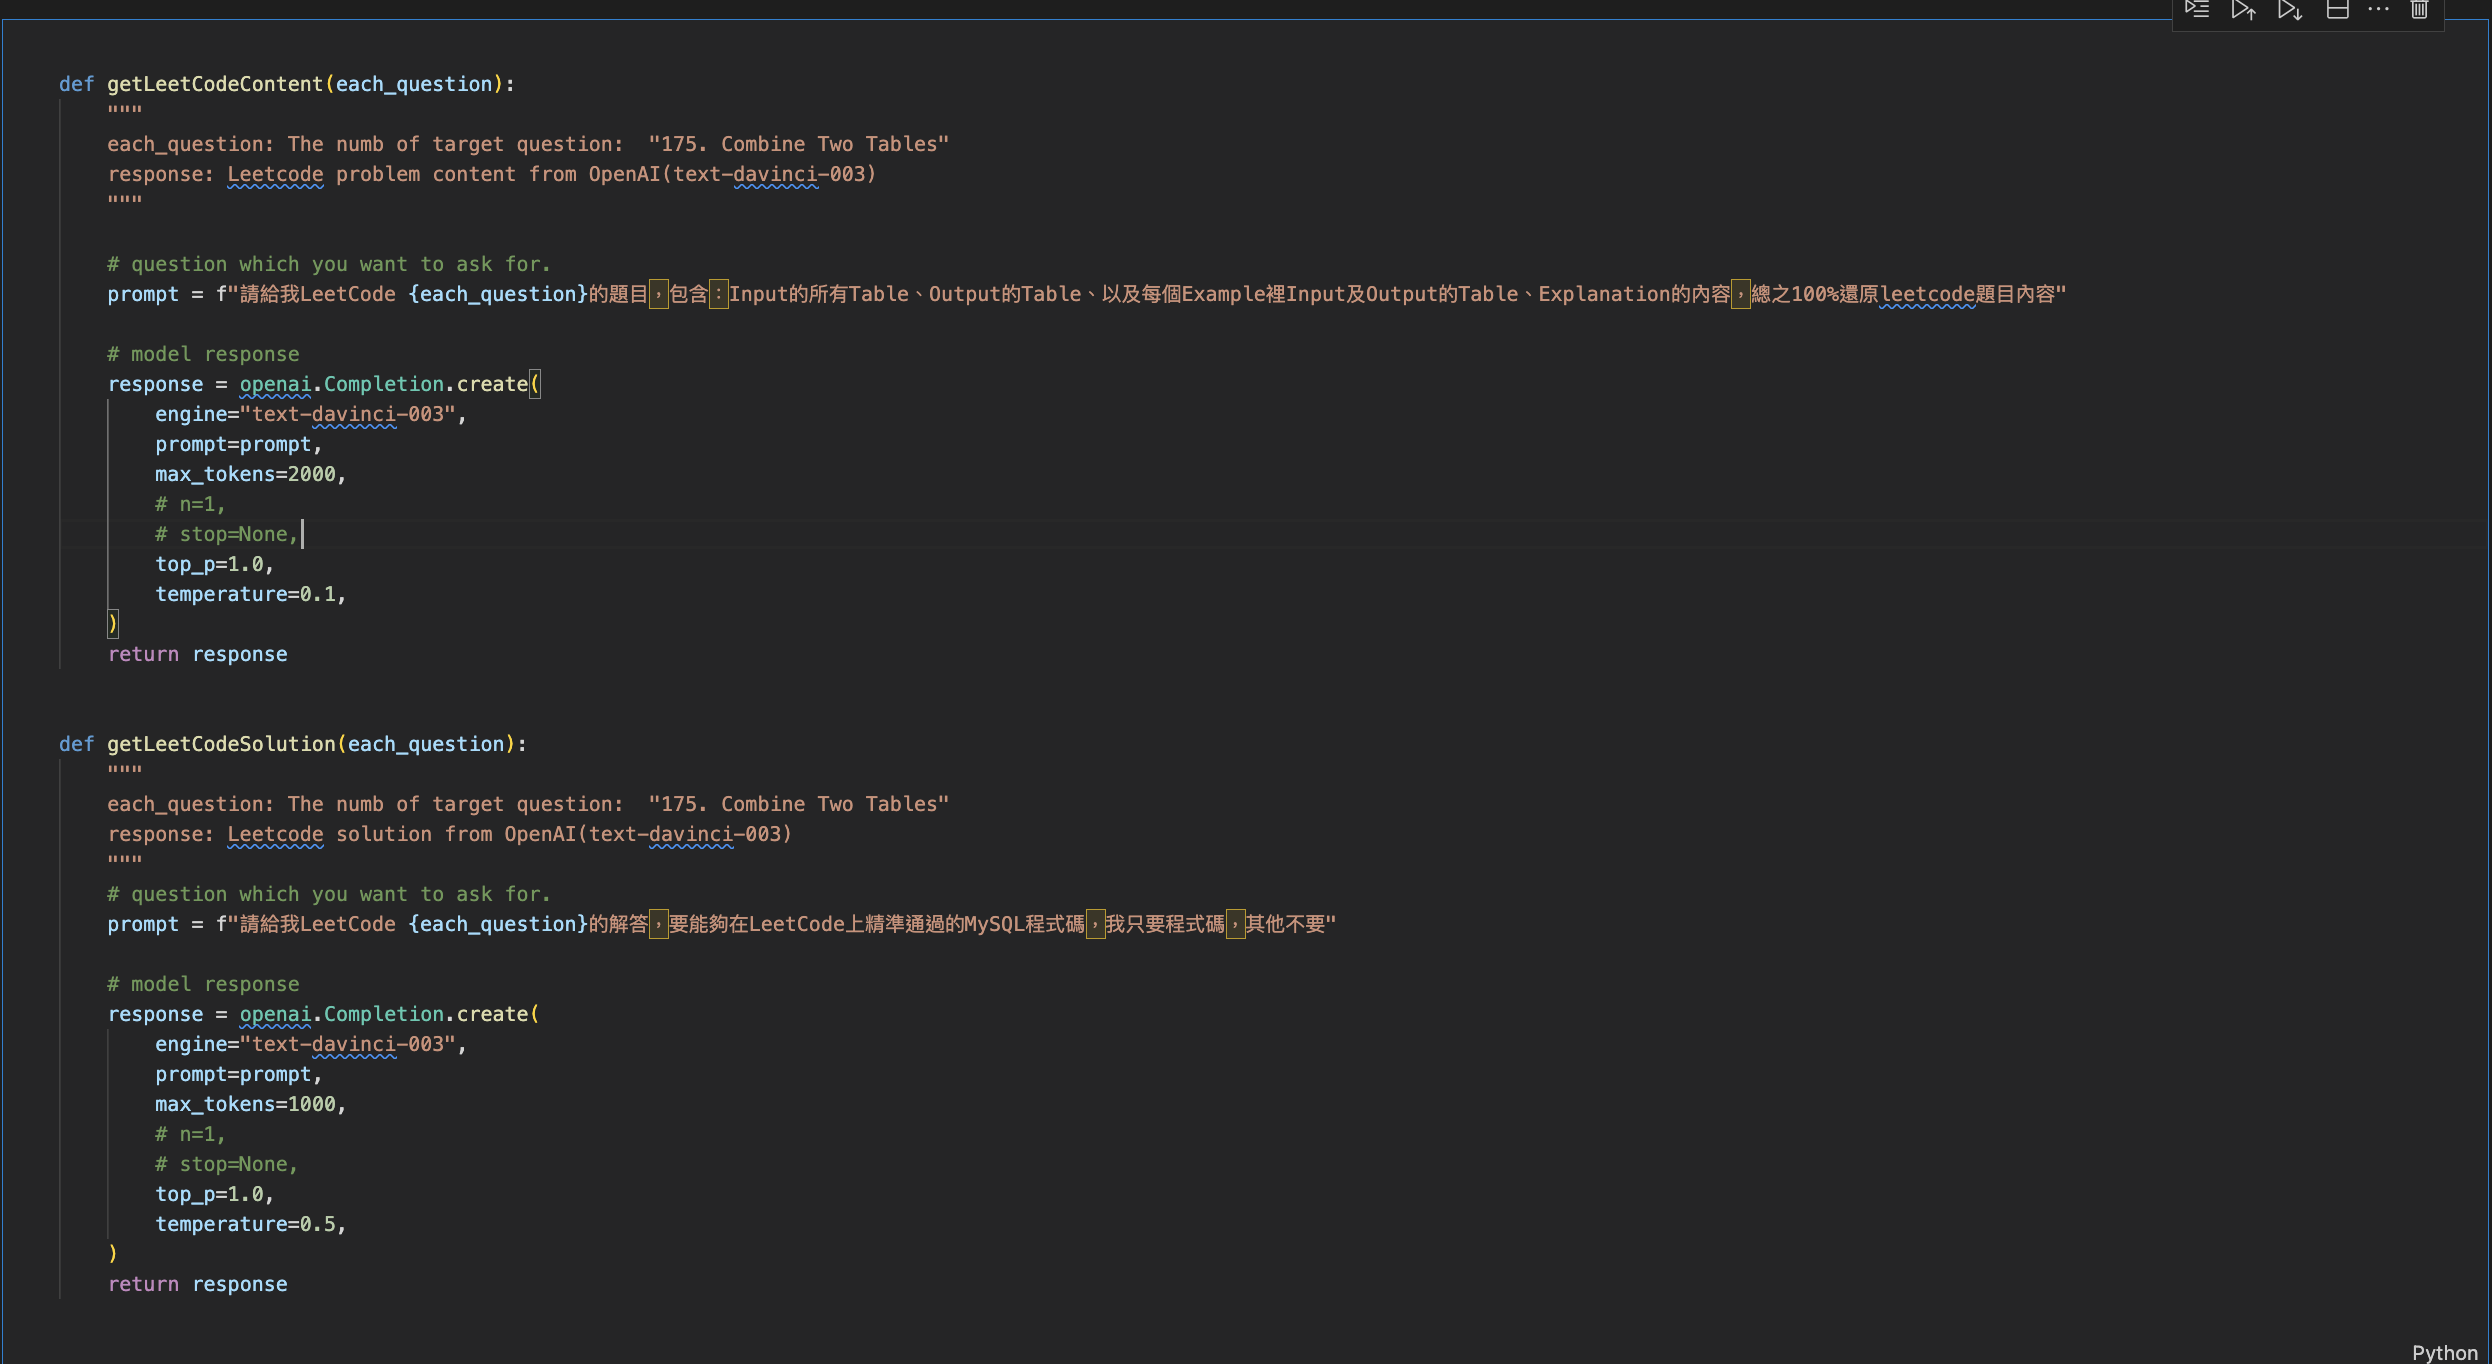 def getLeetCodeContent(each_question):
"""
each_question: The numb of target question:  "175. Combine Two Tables"
response: Leetcode problem content from OpenAI(text-davinci-003)
"""
# question which you want to ask for.
prompt = f"請給我LeetCode {each_question}的題目，包含：Input的所有Table、Output的Table、以及每個Example裡Input及Output的Table、Explanation的內容，總之100%還原leetcode題目內容"
# model response
response = openai.Completion.create(
engine="text-davinci-003",
prompt=prompt,
max_tokens=2000,
# n=1,
# stop=None,
top_p=1.0,
temperature=0.1,
)
return response
def getLeetCodeSolution(each_question):
"""
each_question: The numb of target question:  "175. Combine Two Tables"
response: Leetcode solution from OpenAI(text-davinci-003)
"""
# question which you want to ask for.
prompt = f"請給我LeetCode {each_question}的解答，要能夠在LeetCode上精準通過的MySQL程式碼，我只要程式碼，其他不要"
# model response
response = openai.Completion.create(
engine="text-davinci-003",
prompt=prompt,
max_tokens=1000,
# n=1,
# stop=None,
top_p=1.0,
temperature=0.5,
)
return response
Python